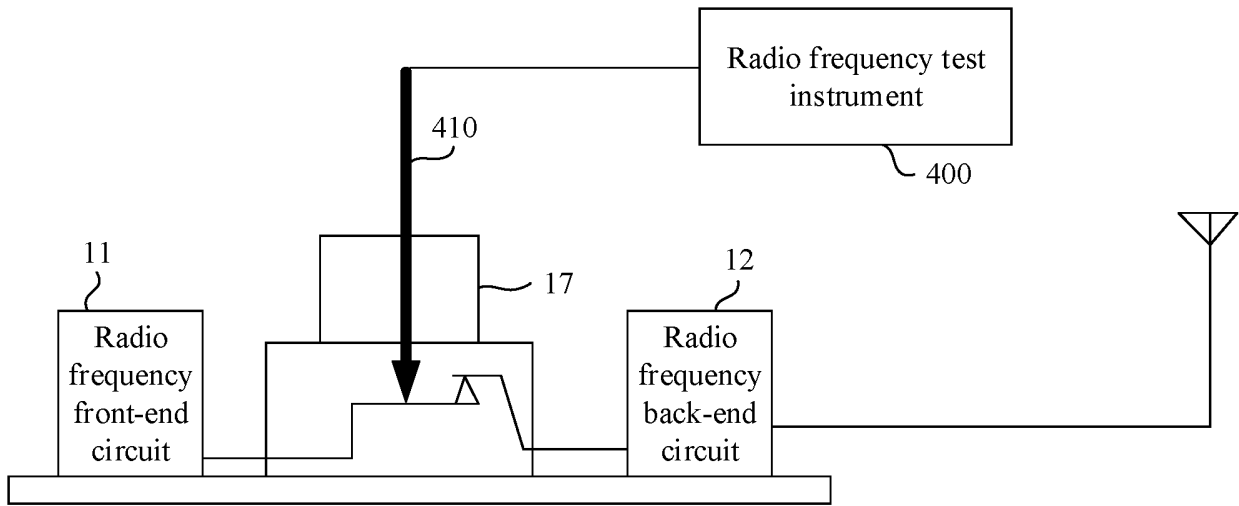 Radio frequency test
instrument
410
400
11
17
12
Radio
frequency
front-end
circuit
Radio
frequency
back-end
circuit